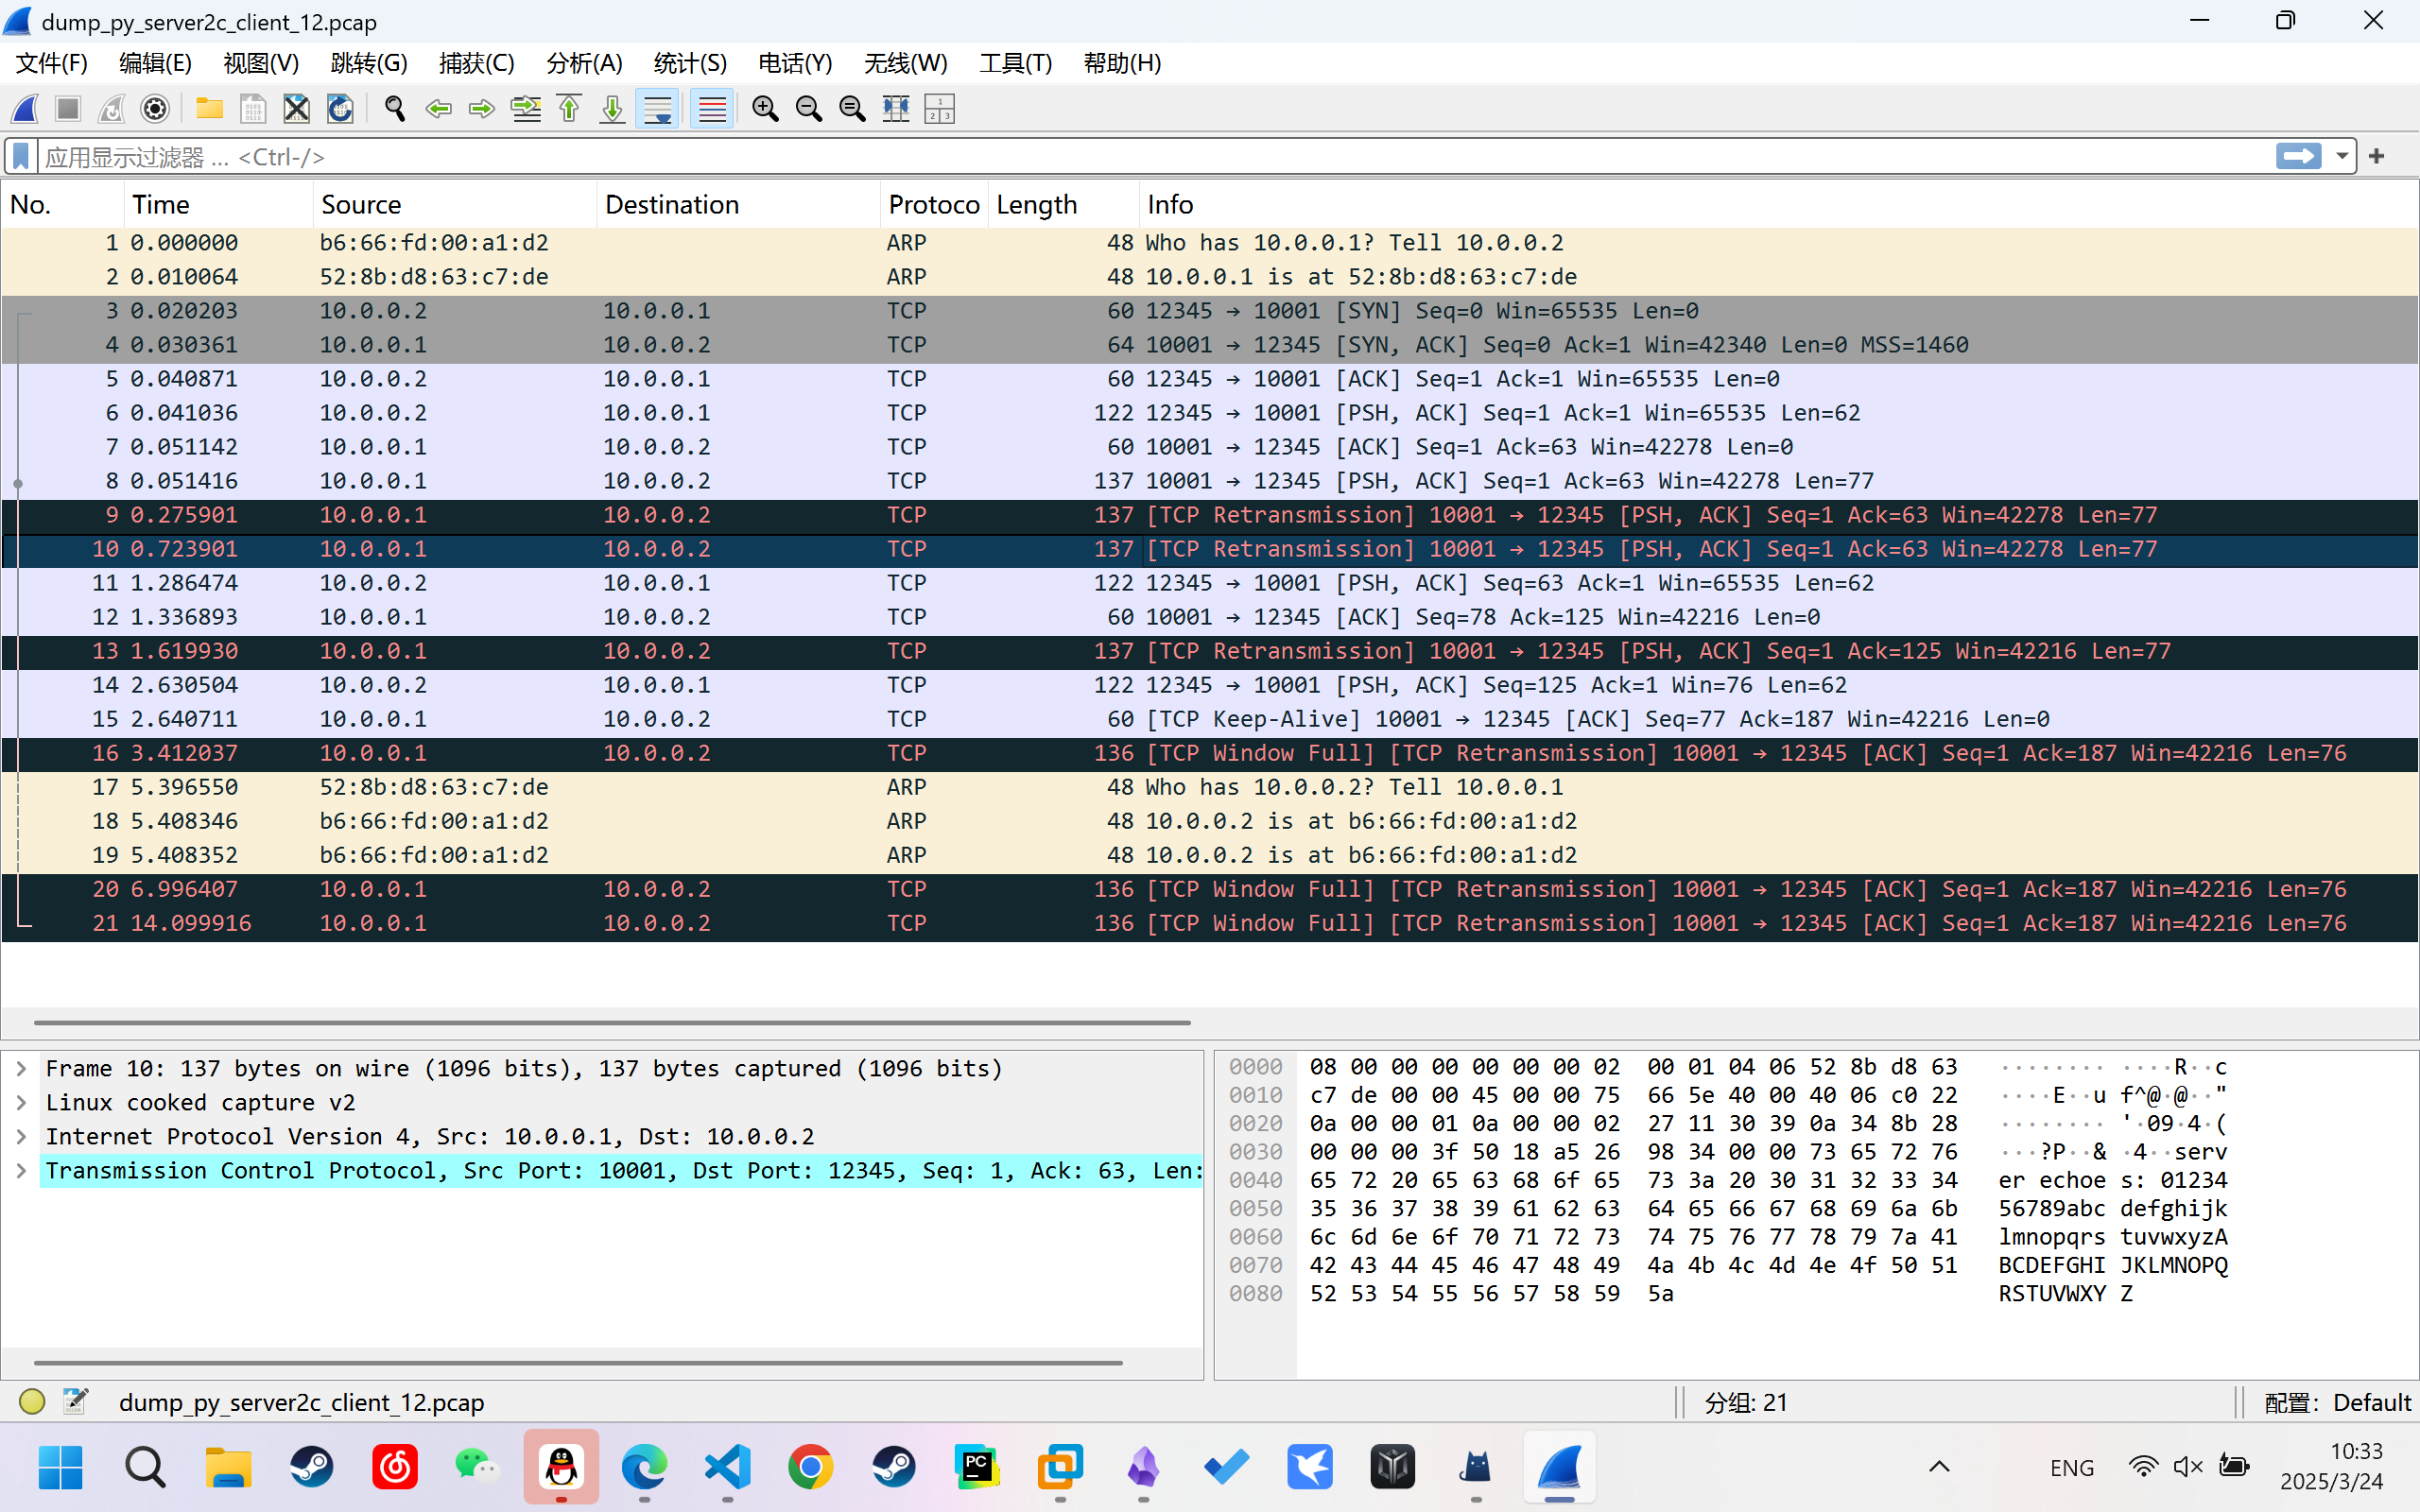 dump_py_server2c_client_12.pcap
文件(F) 编辑(E) 视图(V) 跳转(G) 捕获(C) 分析(A) 统计(S) 电话(Y) 无线(W) 工具(T) 帮助(H)
应用显示过滤器 … <Ctrl-/>
No. Time Source Destination Protoco Length Info
1 0.000000 b6:66:fd:00:a1:d2 ARP 48 Who has 10.0.0.1? Tell 10.0.0.2
2 0.010064 52:8b:d8:63:c7:de ARP 48 10.0.0.1 is at 52:8b:d8:63:c7:de
3 0.020203 10.0.0.2 10.0.0.1 TCP 60 12345 → 10001 [SYN] Seq=0 Win=65535 Len=0
4 0.030361 10.0.0.1 10.0.0.2 TCP 64 10001 → 12345 [SYN, ACK] Seq=0 Ack=1 Win=42340 Len=0 MSS=1460
5 0.040871 10.0.0.2 10.0.0.1 TCP 60 12345 → 10001 [ACK] Seq=1 Ack=1 Win=65535 Len=0
6 0.041036 10.0.0.2 10.0.0.1 TCP 122 12345 → 10001 [PSH, ACK] Seq=1 Ack=1 Win=65535 Len=62
7 0.051142 10.0.0.1 10.0.0.2 TCP 60 10001 → 12345 [ACK] Seq=1 Ack=63 Win=42278 Len=0
8 0.051416 10.0.0.1 10.0.0.2 TCP 137 10001 → 12345 [PSH, ACK] Seq=1 Ack=63 Win=42278 Len=77
9 0.275901 10.0.0.1 10.0.0.2 TCP 137 [TCP Retransmission] 10001 → 12345 [PSH, ACK] Seq=1 Ack=63 Win=42278 Len=77
10 0.723901 10.0.0.1 10.0.0.2 TCP 137 [TCP Retransmission] 10001 → 12345 [PSH, ACK] Seq=1 Ack=63 Win=42278 Len=77
11 1.286474 10.0.0.2 10.0.0.1 TCP 122 12345 → 10001 [PSH, ACK] Seq=63 Ack=1 Win=65535 Len=62
12 1.336893 10.0.0.1 10.0.0.2 TCP 60 10001 → 12345 [ACK] Seq=78 Ack=125 Win=42216 Len=0
13 1.619930 10.0.0.1 10.0.0.2 TCP 137 [TCP Retransmission] 10001 → 12345 [PSH, ACK] Seq=1 Ack=125 Win=42216 Len=77
14 2.630504 10.0.0.2 10.0.0.1 TCP 122 12345 → 10001 [PSH, ACK] Seq=125 Ack=1 Win=76 Len=62
15 2.640711 10.0.0.1 10.0.0.2 TCP 60 [TCP Keep-Alive] 10001 → 12345 [ACK] Seq=77 Ack=187 Win=42216 Len=0
16 3.412037 10.0.0.1 10.0.0.2 TCP 136 [TCP Window Full] [TCP Retransmission] 10001 → 12345 [ACK] Seq=1 Ack=187 Win=42216 Len=76
17 5.396550 52:8b:d8:63:c7:de ARP 48 Who has 10.0.0.2? Tell 10.0.0.1
18 5.408346 b6:66:fd:00:a1:d2 ARP 48 10.0.0.2 is at b6:66:fd:00:a1:d2
19 5.408352 b6:66:fd:00:a1:d2 ARP 48 10.0.0.2 is at b6:66:fd:00:a1:d2
20 6.996407 10.0.0.1 10.0.0.2 TCP 136 [TCP Window Full] [TCP Retransmission] 10001 → 12345 [ACK] Seq=1 Ack=187 Win=42216 Len=76
21 14.099916 10.0.0.1 10.0.0.2 TCP 136 [TCP Window Full] [TCP Retransmission] 10001 → 12345 [ACK] Seq=1 Ack=187 Win=42216 Len=76
Frame 10: 137 bytes on wire (1096 bits), 137 bytes captured (1096 bits)
Linux cooked capture v2
Internet Protocol Version 4, Src: 10.0.0.1, Dst: 10.0.0.2
Transmission Control Protocol, Src Port: 10001, Dst Port: 12345, Seq: 1, Ack: 63, Len:
0000 08 00 00 00 00 00 00 02 00 01 04 06 52 8b d8 63 ········ ····R··c
0010 c7 de 00 00 45 00 00 75 66 5e 40 00 40 06 c0 22 ····E··u f^@·@··"
0020 0a 00 00 01 0a 00 00 02 27 11 30 39 0a 34 8b 28 ········ '·09·4·(
0030 00 00 00 3f 50 18 a5 26 98 34 00 00 73 65 72 76 ···?P··& ·4··serv
0040 65 72 20 65 63 68 6f 65 73 3a 20 30 31 32 33 34 er echoe s: 01234
0050 35 36 37 38 39 61 62 63 64 65 66 67 68 69 6a 6b 56789abc defghijk
0060 6c 6d 6e 6f 70 71 72 73 74 75 76 77 78 79 7a 41 lmnopqrs tuvwxyzA
0070 42 43 44 45 46 47 48 49 4a 4b 4c 4d 4e 4f 50 51 BCDEFGHI JKLMNOPQ
0080 52 53 54 55 56 57 58 59 5a RSTUVWXY Z
dump_py_server2c_client_12.pcap 分组: 21 配置: Default
PC
ENG
10:33
2025/3/24